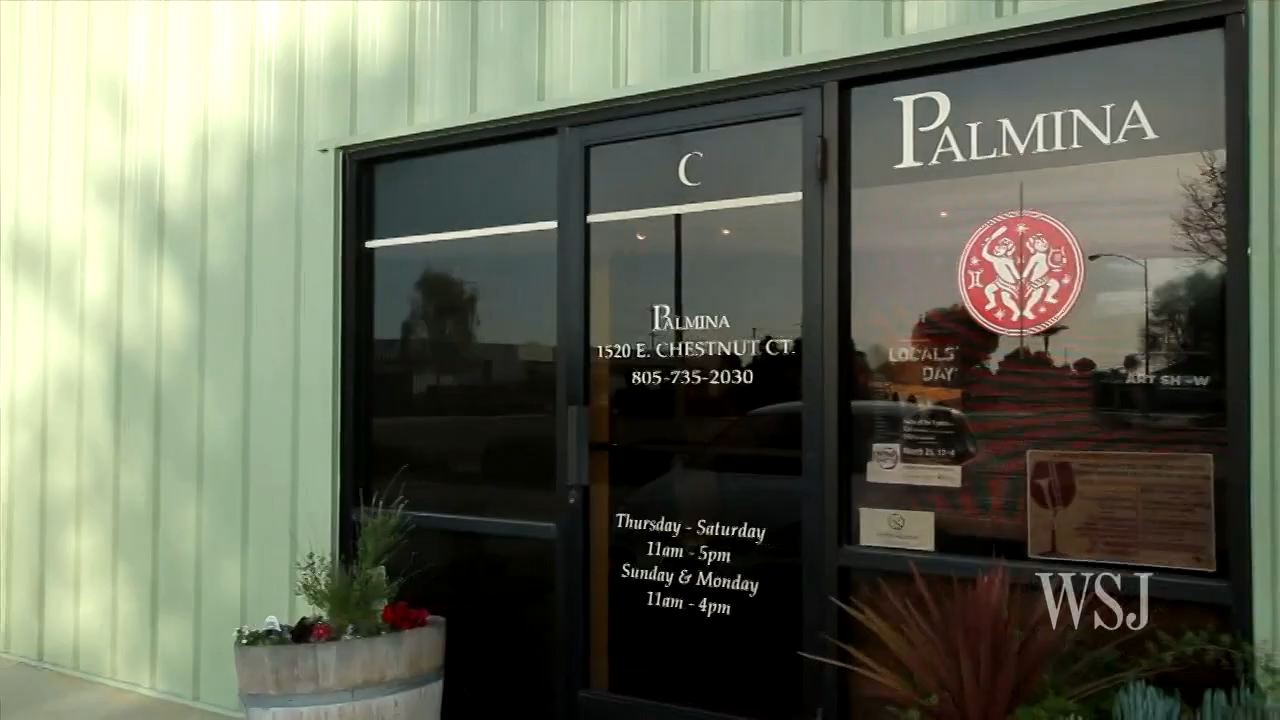 C
PALMINA
1520 E. CHESTNUT CT.
805-735-2030
Thursday - Saturday
11am - 5pm
Sunday & Monday
11am - 4pm
PALMINA
LOCALS'
DAY
ART SHOW
WSJ